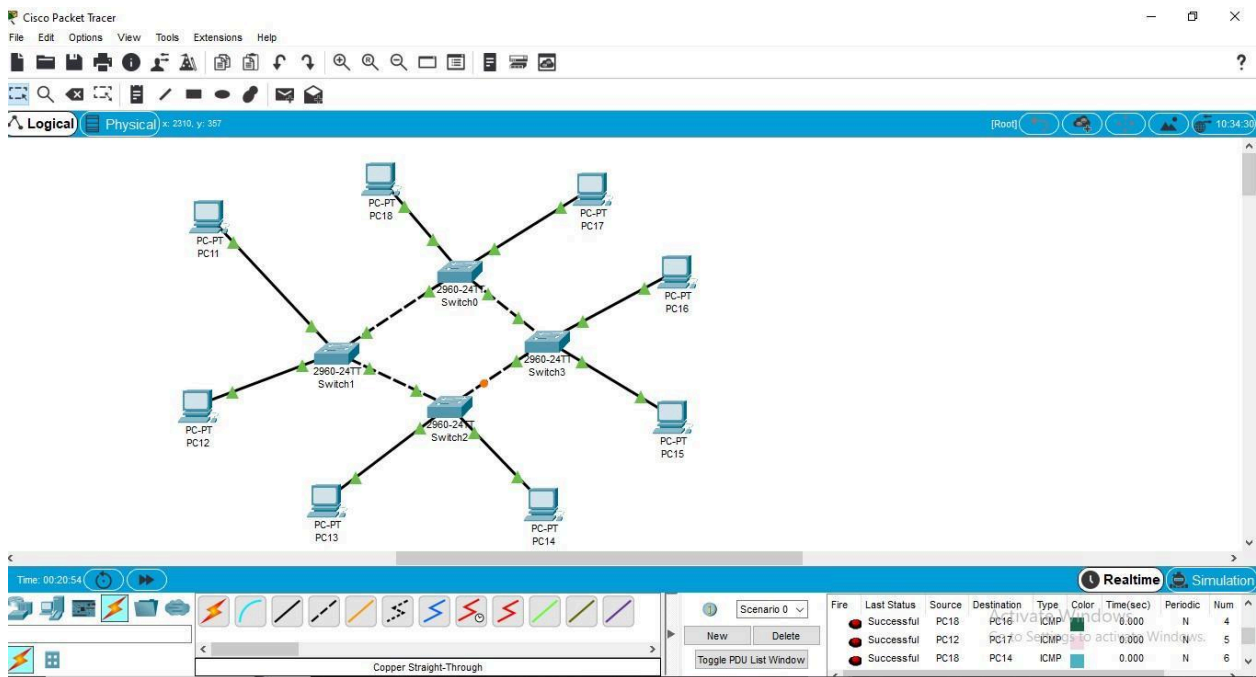 Cisco Packet Tracer
File Edit Options View Tools Extensions Help
?
Logical Physical x: 2310, y: 357 [Root] 10:34:30
PC-PT
PC18
PC-PT
PC17
PC-PT
PC11
2960-24TT
Switch0
PC-PT
PC16
2960-24TT
Switch3
2960-24TT
Switch1
2960-24TT
Switch2
PC-PT
PC12
PC-PT
PC15
PC-PT
PC13
PC-PT
PC14
Time: 00:20:54 Realtime Simulation
Scenario 0
New Delete
Toggle PDU List Window
Copper Straight-Through
Fire Last Status Source Destination Type Color Time(sec) Periodic Num
Successful PC18 PC16 ICMP 0.000 N 4
Successful PC12 PC17 ICMP 0.000 N 5
Successful PC18 PC14 ICMP 0.000 N 6
Activate Windows
Go to Settings to activate Windows.